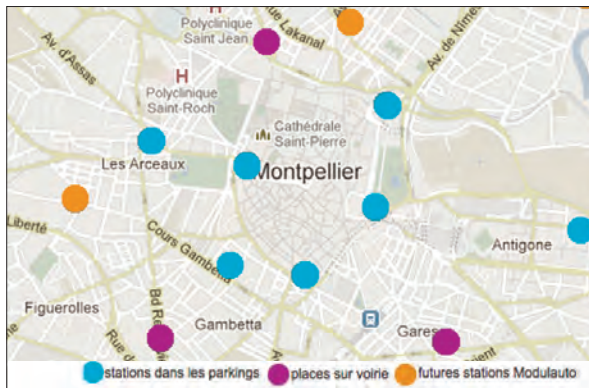 Polyclinique
Saint Jean
Rue Lakanal
Av. de Nîmes
Av. d'Assas
H
H
Polyclinique
Saint-Roch
Cathédrale
Saint-Pierre
Les Arceaux
Montpellier
Liberté
Cours Gambetta
Antigone
Figuerolles
Gambetta
Gares
stations dans les parkings
places sur voirie
futures stations Modulauto